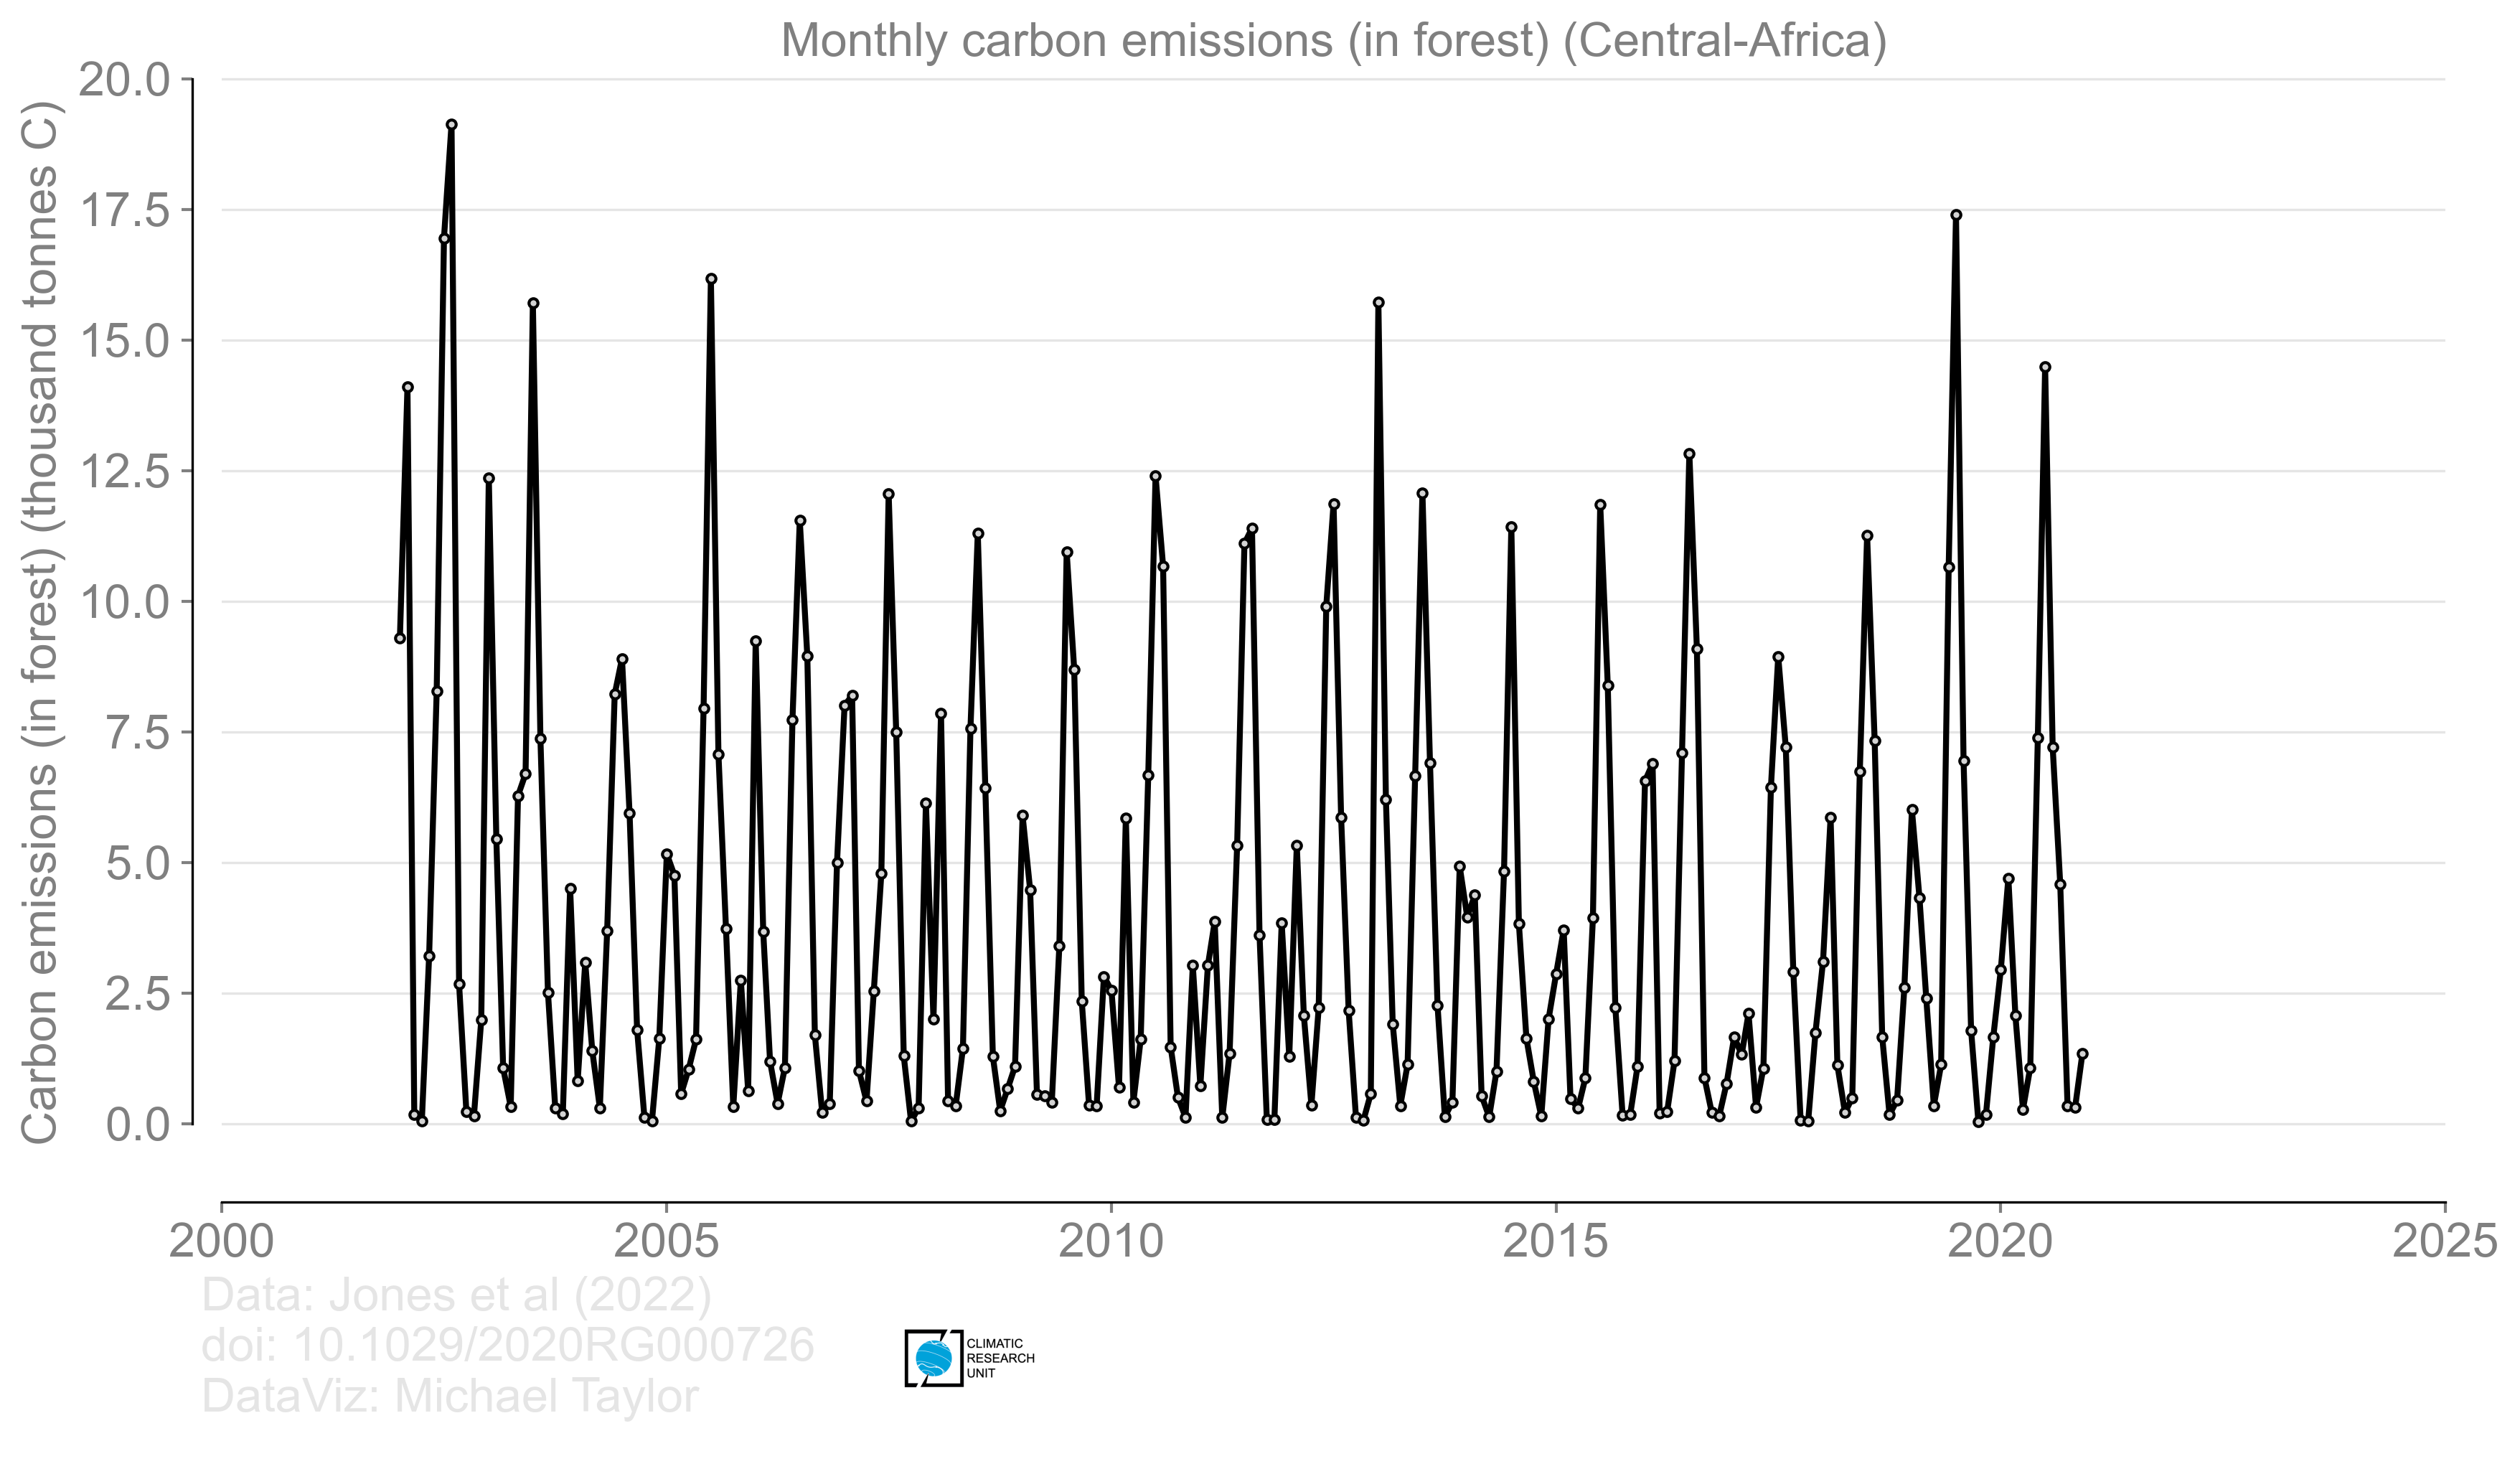 Monthly carbon emissions (in forest) (Central-Africa)
Carbon emissions (in forest) (thousand tonnes C)
20.0
17.5
15.0
12.5
10.0
7.5
5.0
2.5
0.0
2000 2005 2010 2015 2020 2025
Data: Jones et al (2022)
doi: 10.1029/2020RG000726
DataViz: Michael Taylor
CLIMATIC
RESEARCH
UNIT